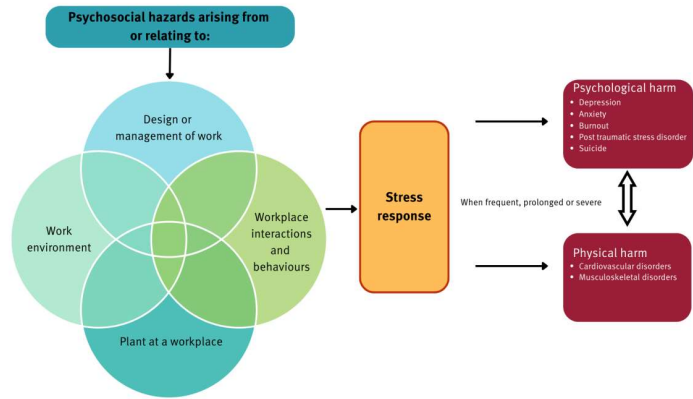 Psychosocial hazards arising from
or relating to:
Design or
management of work
Work
environment
Workplace
interactions
and
behaviours
Plant at a workplace
Stress
response
When frequent, prolonged or severe
Psychological harm
• Depression
• Anxiety
• Burnout
• Post traumatic stress disorder
• Suicide
Physical harm
• Cardiovascular disorders
• Musculoskeletal disorders